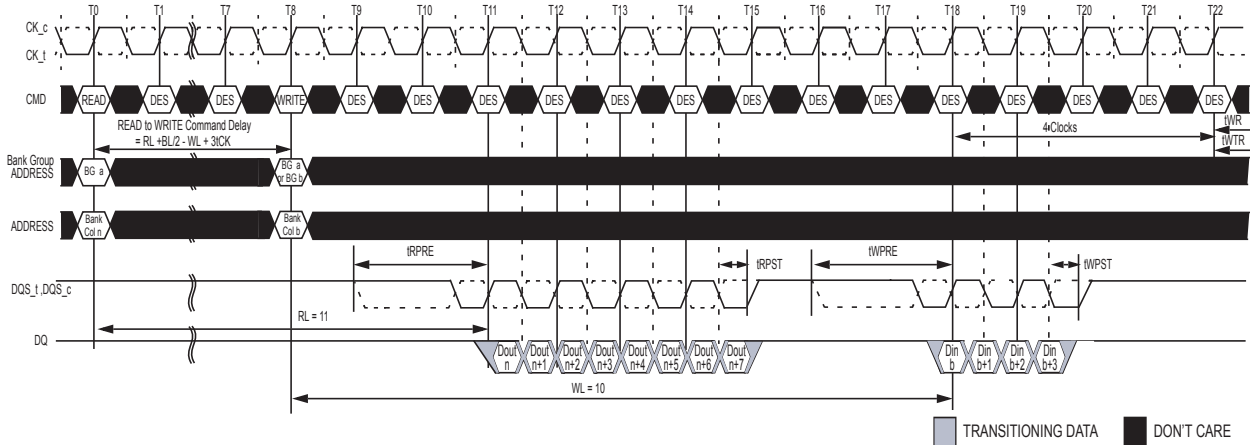 T0 T1 T7 T8 T9 T10 T11 T12 T13 T14 T15 T16 T17 T18 T19 T20 T21 T22
CK_c
CK_t
CMD READ DES DES WRITE DES DES DES DES DES DES DES DES DES DES DES DES DES DES
READ to WRITE Command Delay
= RL +BL/2 - WL + 3tCK
4 Clocks
tWR
tWTR
Bank Group
ADDRESS
BG a
BG a
or BG b
ADDRESS
Bank
Col n
Bank
Col b
tRPRE
tRPST
tWPRE
tWPST
DQS_t ,DQS_c
RL = 11
DQ
Dout
n
Dout
n+1
Dout
n+2
Dout
n+3
Dout
n+4
Dout
n+5
Dout
n+6
Dout
n+7
Din
b
Din
b+1
Din
b+2
Din
b+3
WL = 10
TRANSITIONING DATA
DON'T CARE